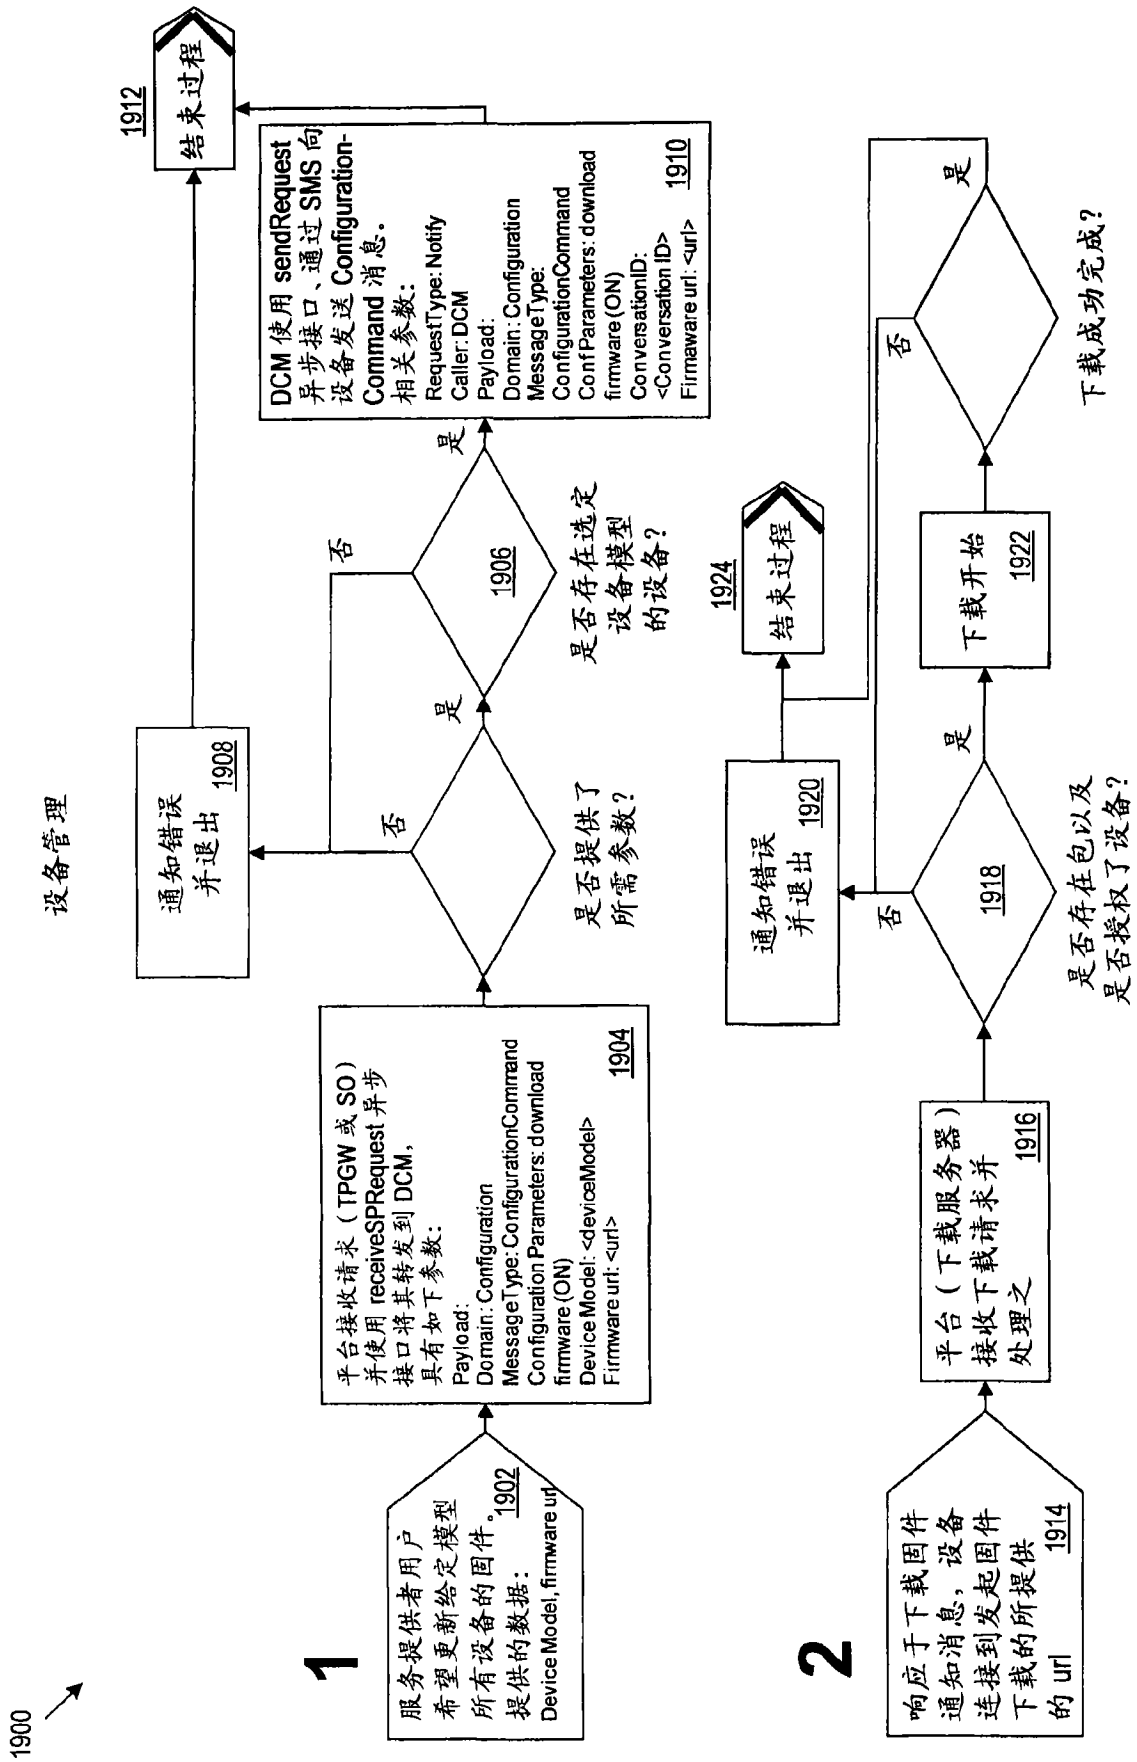 1900
设备管理
1
服务提供者用户
希望更新给定模型
所有设备的固件。
提供的数据：
1902
Device Model, firmware url
平台接收请求（TPGW 或 SO）
并使用 receiveSPRequest 异步
接口将其转发到 DCM，
具有如下参数：
Payload:
Domain: Configuration
MessageType: ConfigurationCommand
Configuration Parameters: download
firmware (ON)
Device Model: <deviceModel>
Firmware url: <url>
1904
是否提供了
所需参数？
否
是
通知错误
并退出
1908
1906
是否存在选定
设备模型
的设备？
否
是
DCM 使用 sendRequest
异步接口、通过 SMS 向
设备发送 Configuration-
Command 消息。
相关参数：
RequestType: Notify
Caller: DCM
Payload:
Domain: Configuration
MessageType:
ConfigurationCommand
Conf Parameters: download
firmware (ON)
ConversationID:
<Conversation ID>
Firmaware url: <url>
1910
1912
结束过程
2
响应于下载固件
通知消息，设备
连接到发起固件
下载的所提供
的 url
1914
平台（下载服务器）
接收下载请求并
处理之
1916
1918
是否存在包以及
是否授权了设备？
否
是
通知错误
并退出
1920
下载开始
1922
下载成功完成？
否
是
1924
结束过程